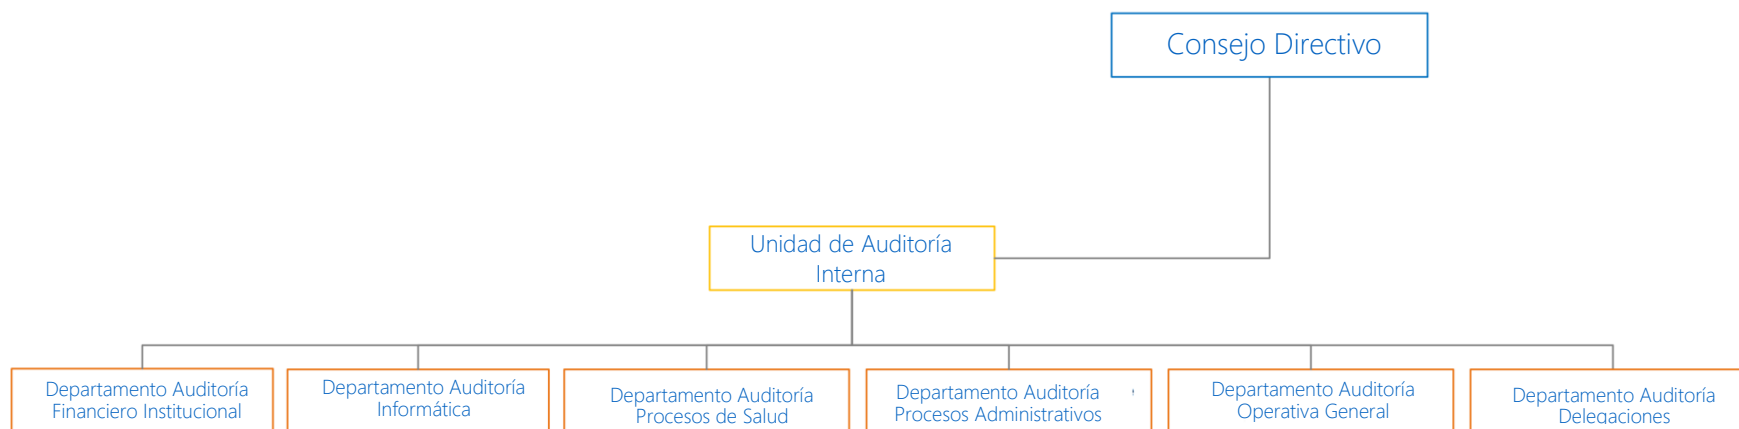 Consejo Directivo
Unidad de Auditoría
Interna
Departamento Auditoría
Financiero Institucional
Departamento Auditoría
Informática
Departamento Auditoría
Procesos de Salud
Departamento Auditoría
Procesos Administrativos
Departamento Auditoría
Operativa General
Departamento Auditoría
Delegaciones